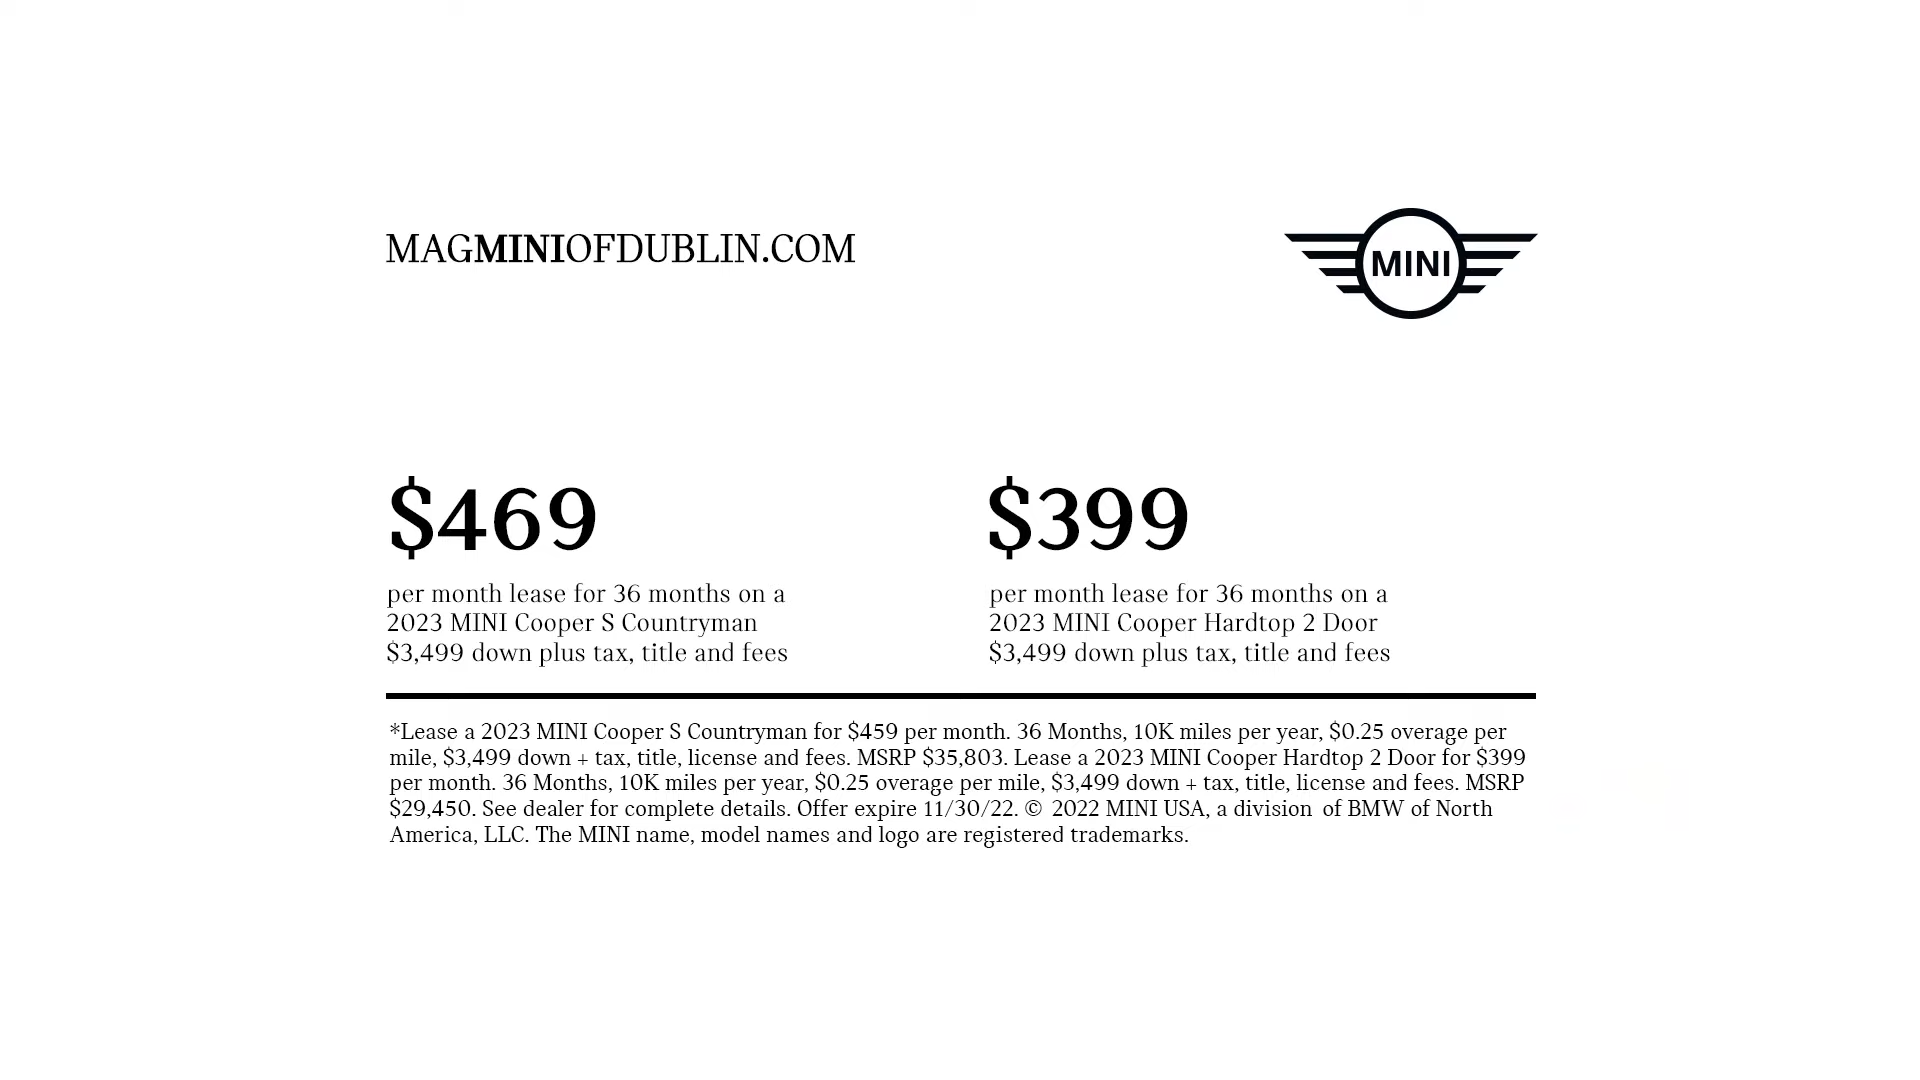 MAGMINIOFDUBLIN.COM
MINI
$469
per month lease for 36 months on a
2023 MINI Cooper S Countryman
$3,499 down plus tax, title and fees
$399
per month lease for 36 months on a
2023 MINI Cooper Hardtop 2 Door
$3,499 down plus tax, title and fees
*Lease a 2023 MINI Cooper S Countryman for $459 per month. 36 Months, 10K miles per year, $0.25 overage per
mile, $3,499 down + tax, title, license and fees. MSRP $35,803. Lease a 2023 MINI Cooper Hardtop 2 Door for $399
per month. 36 Months, 10K miles per year, $0.25 overage per mile, $3,499 down + tax, title, license and fees. MSRP
$29,450. See dealer for complete details. Offer expire 11/30/22. © 2022 MINI USA, a division of BMW of North
America, LLC. The MINI name, model names and logo are registered trademarks.